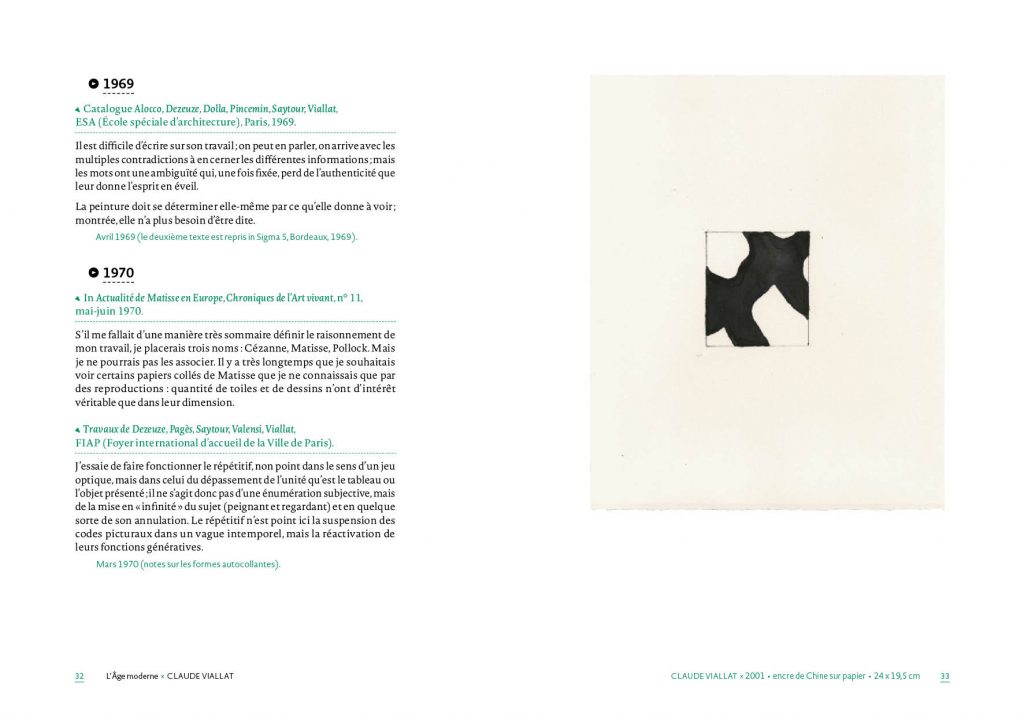 1969
Catalogue Alocco, Dezeuze, Dolla, Pincemin, Saytour, Viallat,
ESA (École spéciale d’architecture), Paris, 1969.
Il est difficile d’écrire sur son travail ; on peut en parler, on arrive avec les
multiples contradictions à en cerner les différentes informations ; mais
les mots ont une ambiguïté qui, une fois fixée, perd de l’authenticité que
leur donne l’esprit en éveil.
La peinture doit se déterminer elle-même par ce qu’elle donne à voir ;
montrée, elle n’a plus besoin d’être dite.
Avril 1969 (le deuxième texte est repris in Sigma 5, Bordeaux, 1969).
1970
In Actualité de Matisse en Europe, Chroniques de l’Art vivant, nº 11,
mai-juin 1970.
S’il me fallait d’une manière très sommaire définir le raisonnement de
mon travail, je placerais trois noms : Cézanne, Matisse, Pollock. Mais
je ne pourrais pas les associer. Il y a très longtemps que je souhaitais
voir certains papiers collés de Matisse que je ne connaissais que par
des reproductions : quantité de toiles et de dessins n’ont d’intérêt
véritable que dans leur dimension.
Travaux de Dezeuze, Pagès, Saytour, Valensi, Viallat,
FIAP (Foyer international d’accueil de la Ville de Paris).
J’essaie de faire fonctionner le répétitif, non point dans le sens d’un jeu
optique, mais dans celui du dépassement de l’unité qu’est le tableau ou
l’objet présenté ; il ne s’agit donc pas d’une énumération subjective, mais
de la mise en « infinité » du sujet (peignant et regardant) et en quelque
sorte de son annulation. Le répétitif n’est point ici la suspension des
codes picturaux dans un vague intemporel, mais la réactivation de
leurs fonctions génératives.
Mars 1970 (notes sur les formes autocollantes).
32 L’Âge moderne × CLAUDE VIALLAT
CLAUDE VIALLAT × 2001 • encre de Chine sur papier • 24 x 19,5 cm 33